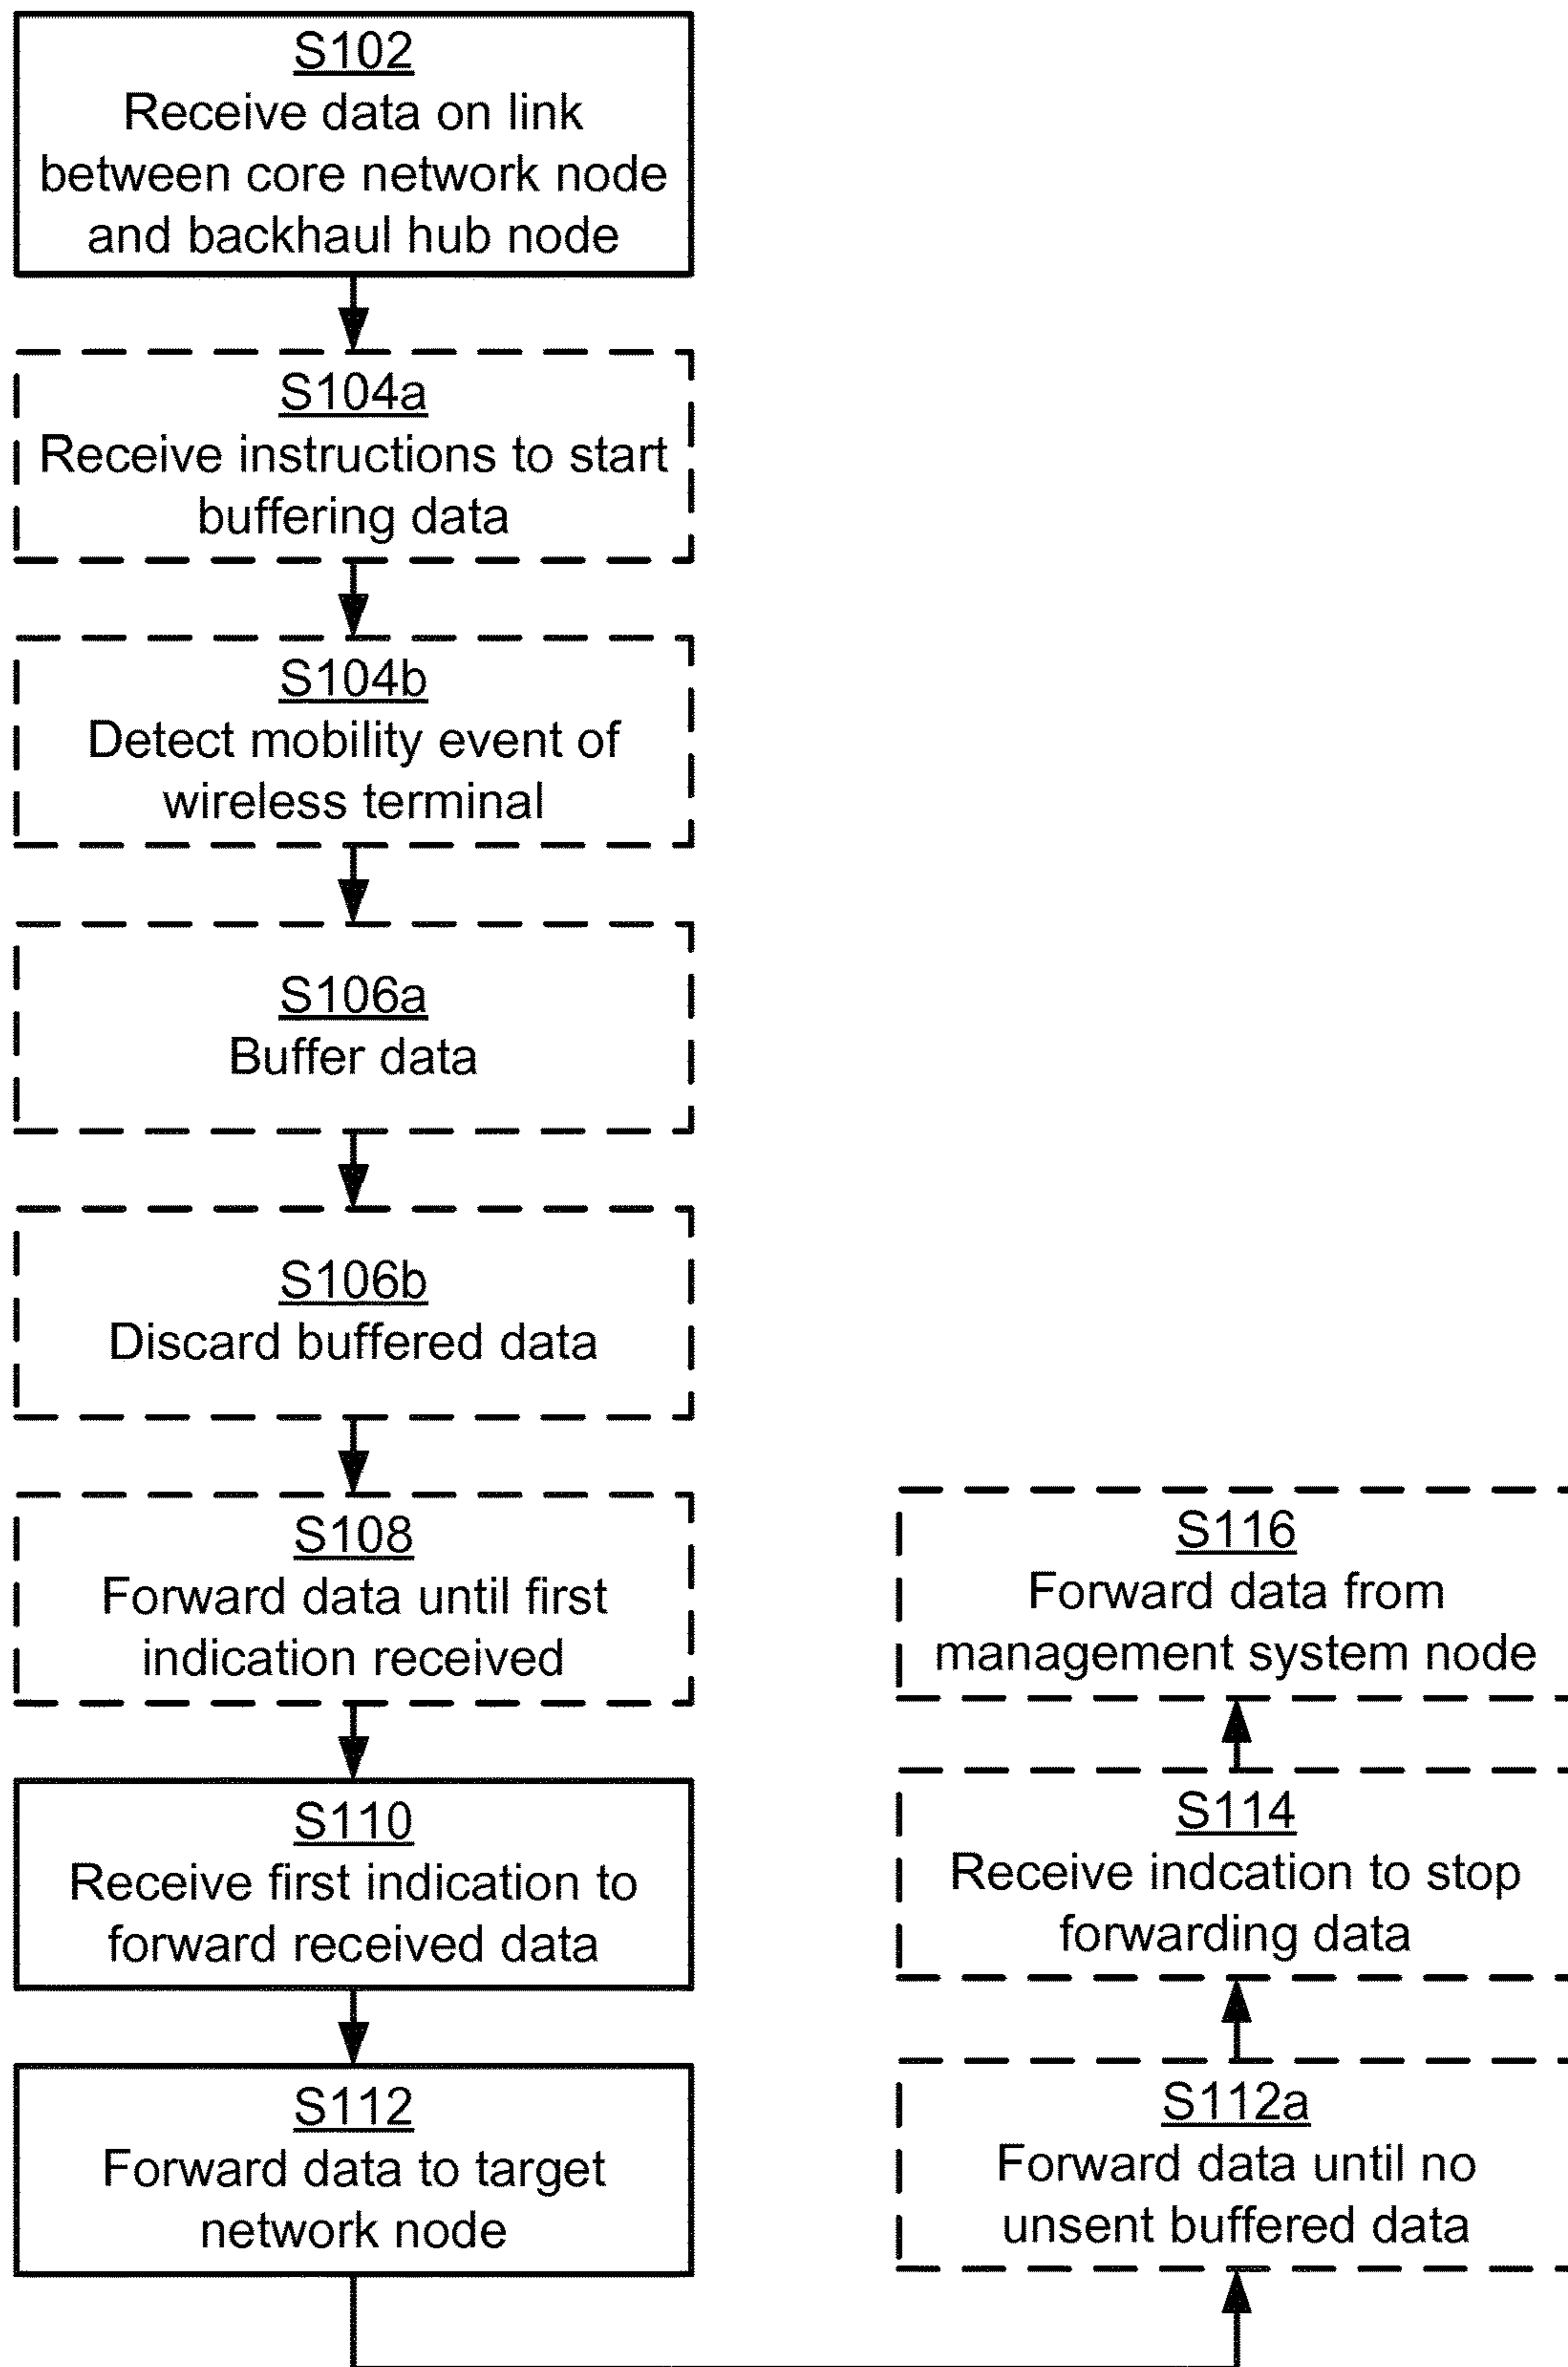 S102
Receive data on link
between core network node
and backhaul hub node
S104a
Receive instructions to start
buffering data
S104b
Detect mobility event of
wireless terminal
S106a
Buffer data
S106b
Discard buffered data
S108
Forward data until first
indication received
S110
Receive first indication to
forward received data
S112
Forward data to target
network node
S112a
Forward data until no
unsent buffered data
S114
Receive indcation to stop
forwarding data
S116
Forward data from
management system node